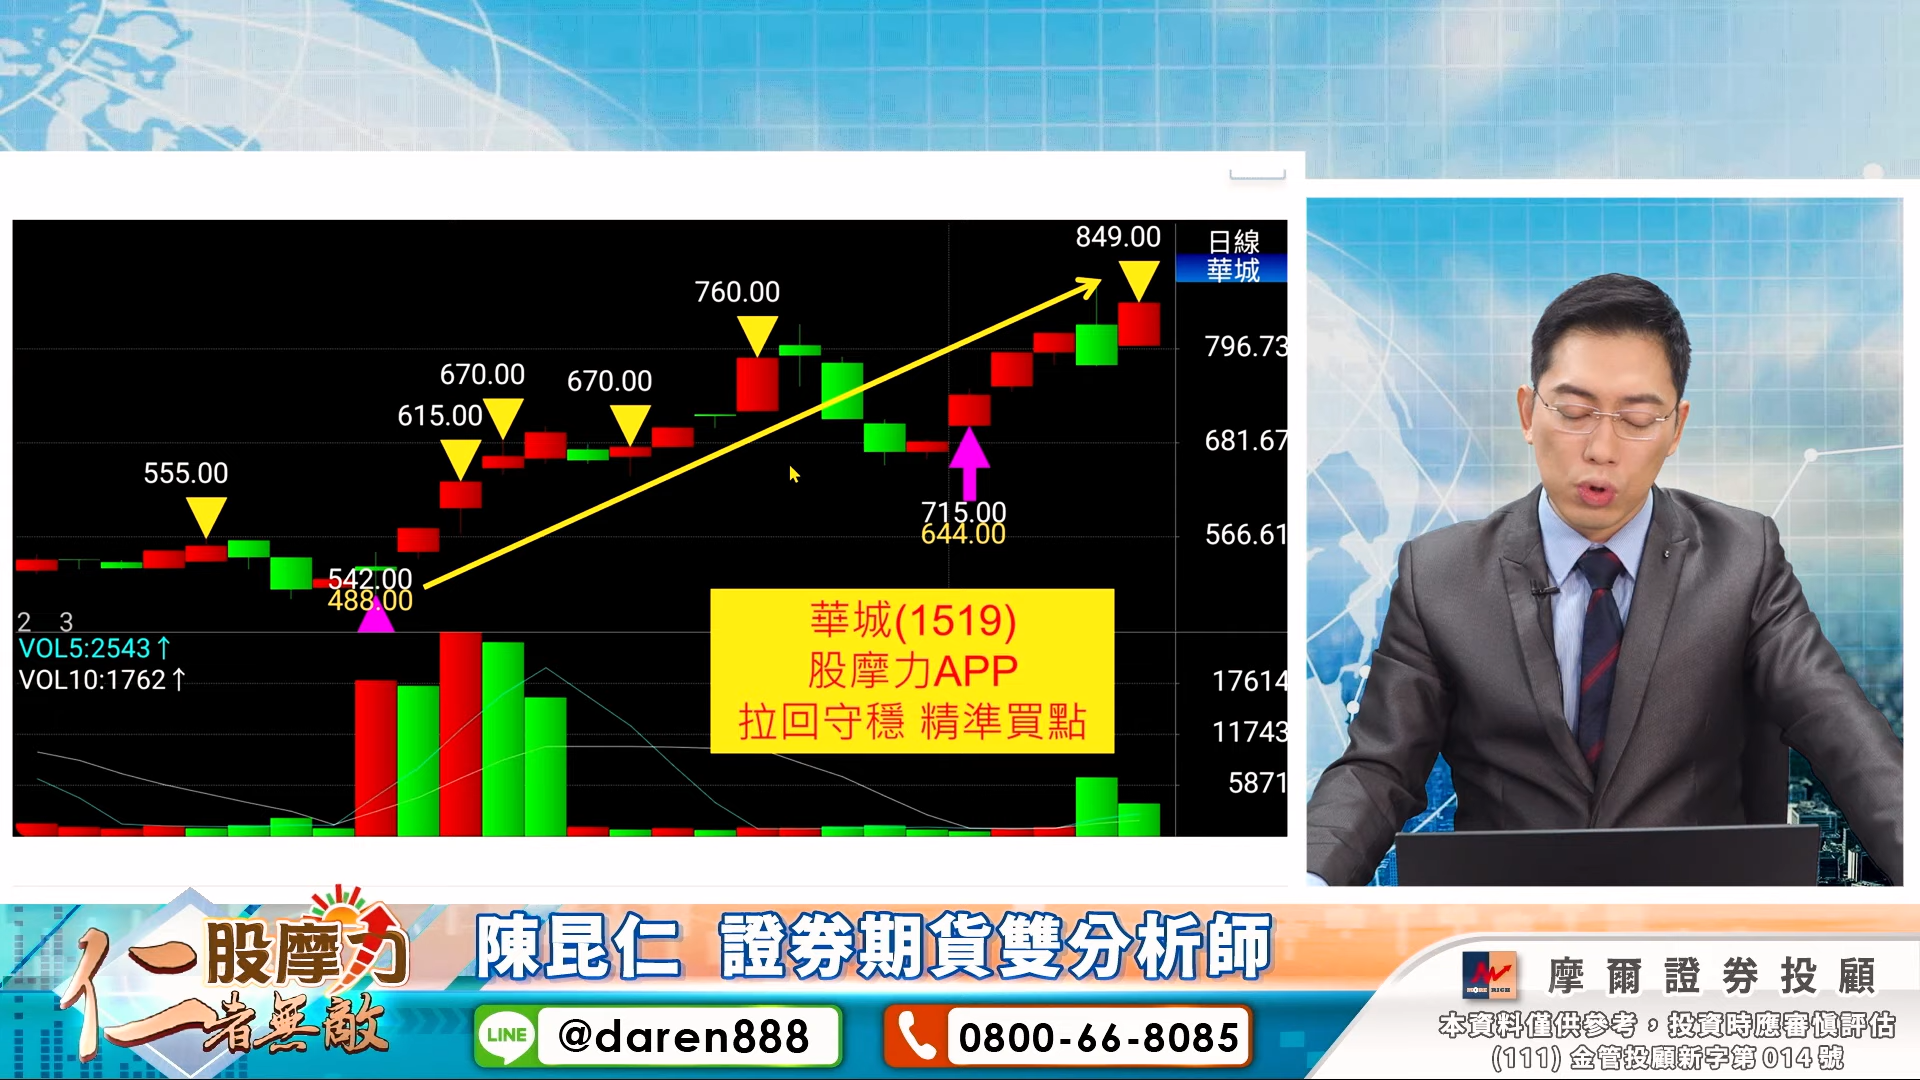 849.00
日線
華城
760.00
796.73
670.00
670.00
615.00
681.67
555.00
715.00
644.00
566.61
542.00
488.00
2 3
VOL5:2543↑
VOL10:1762↑
17614
11743
5871
華城(1519)
股摩力APP
拉回守穩 精準買點
股摩力
仁者無敵
陳昆仁 證券期貨雙分析師
LINE @daren888
0800-66-8085
摩爾證券投顧
本資料僅供參考，投資時應審慎評估
(111) 金管投顧新字第 014 號